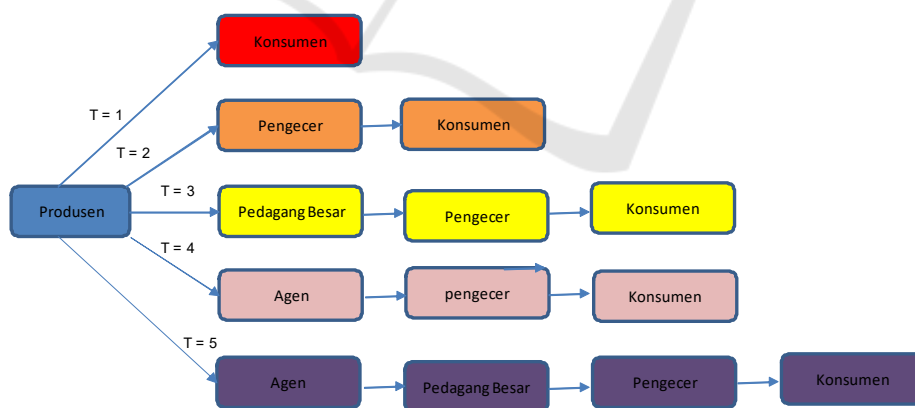 Konsumen
T = 1
Pengecer
Konsumen
T = 2
Produsen
T = 3
Pedagang Besar
Pengecer
Konsumen
T = 4
Agen
pengecer
Konsumen
T = 5
Agen
Pedagang Besar
Pengecer
Konsumen